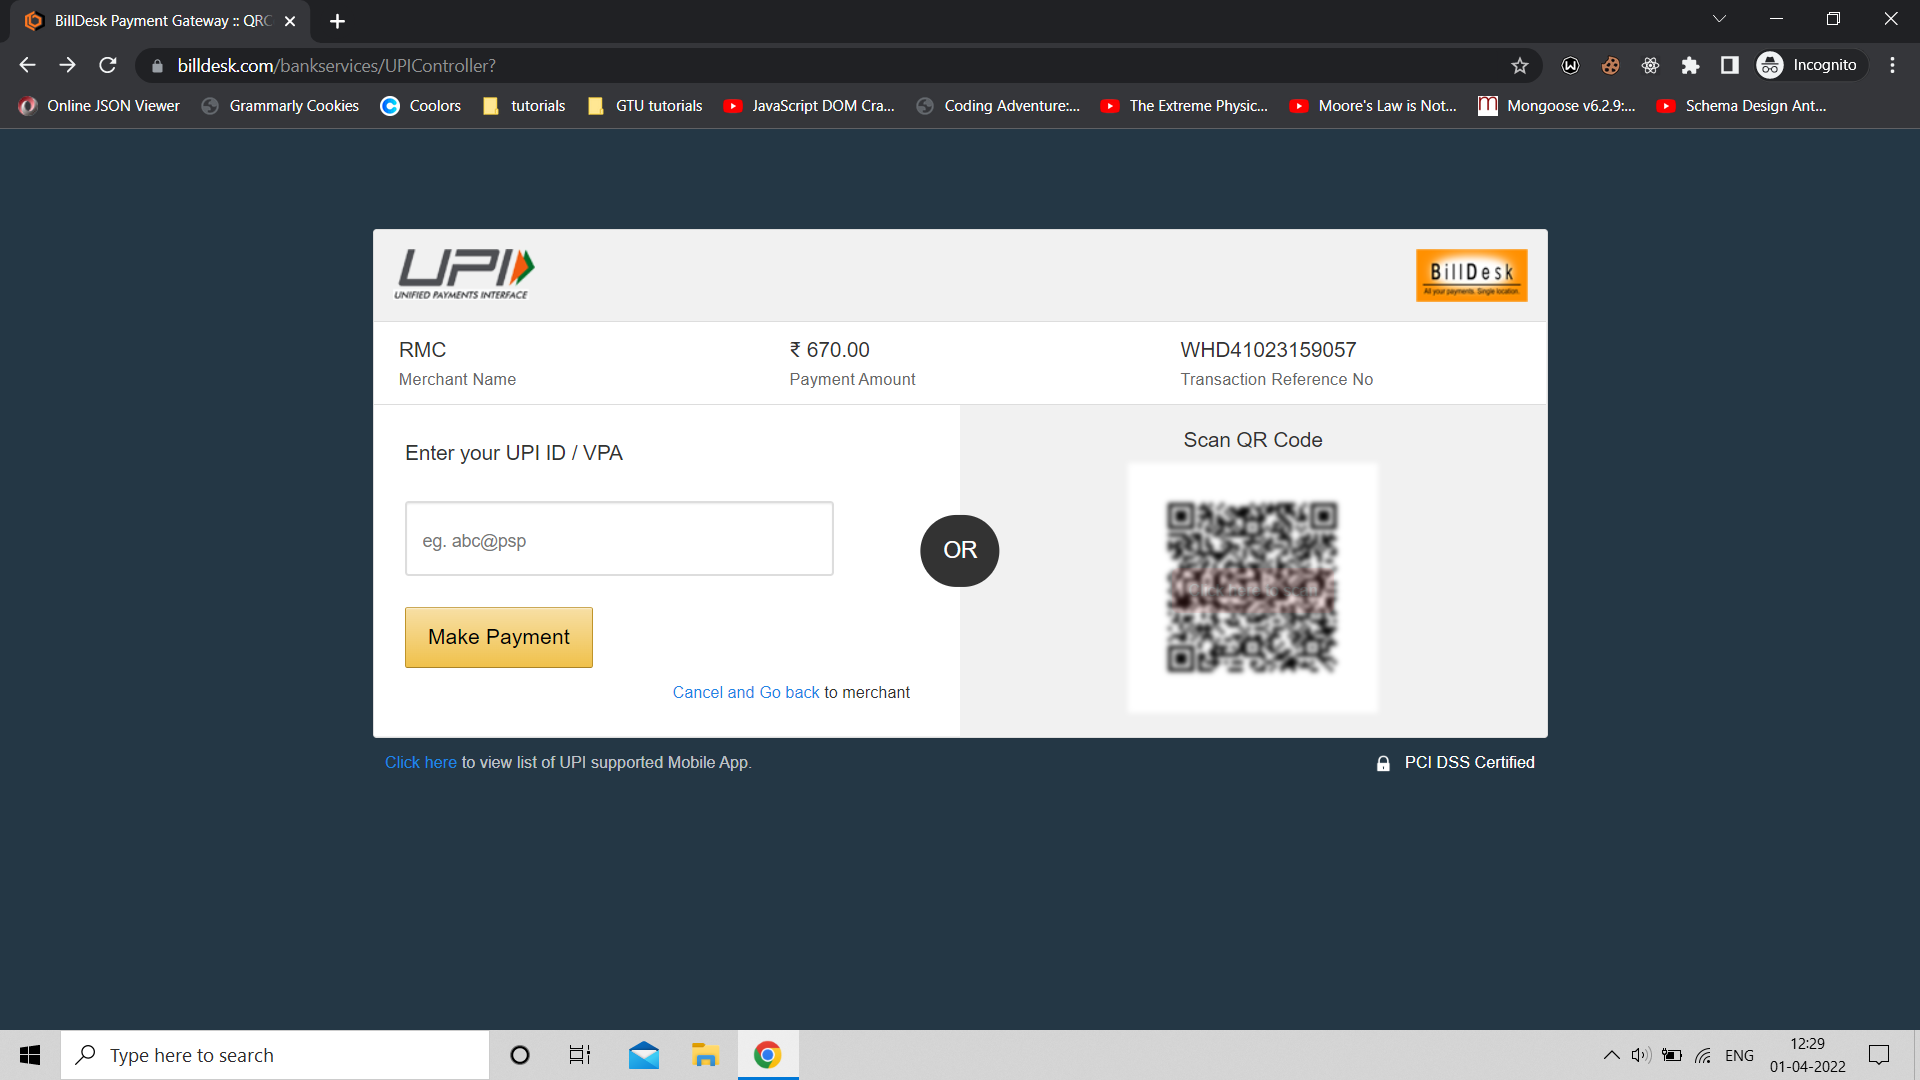 BillDesk Payment Gateway :: QRC
billdesk.com/bankservices/UPIController?
Incognito
Online JSON Viewer
Grammarly Cookies
Coolors
tutorials
GTU tutorials
JavaScript DOM Cra...
Coding Adventure:...
The Extreme Physic...
Moore's Law is Not...
Mongoose v6.2.9:...
Schema Design Ant...
UPI
UNIFIED PAYMENTS INTERFACE
BillDesk
All your payments. Single location.
RMC
Merchant Name
₹ 670.00
Payment Amount
WHD41023159057
Transaction Reference No
Enter your UPI ID / VPA
eg. abc@psp
Make Payment
Cancel and Go back to merchant
OR
Scan QR Code
Click here to view list of UPI supported Mobile App.
PCI DSS Certified
Type here to search
ENG
12:29
01-04-2022